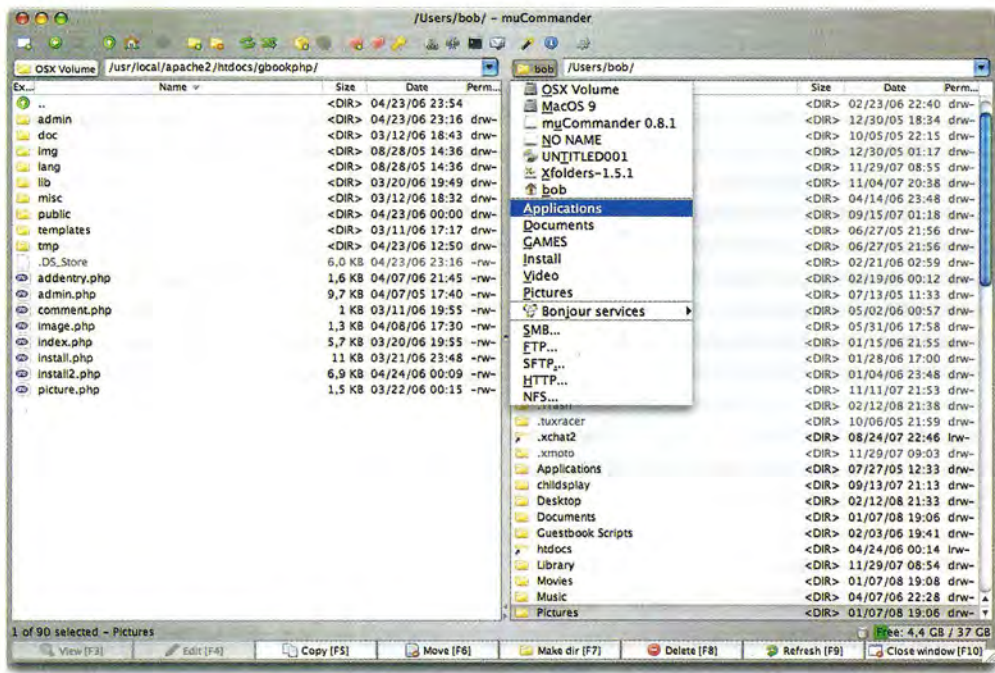 /Users/bob/ - muCommander
OSX Volume /usr/local/apache2/htdocs/gbookphp/
Ex... Name Size Date Perm...
.. <DIR> 04/23/06 23:54
admin <DIR> 04/23/06 23:16 drw-
doc <DIR> 03/12/06 18:43 drw-
img <DIR> 08/28/05 14:36 drw-
lang <DIR> 08/28/05 14:36 drw-
lib <DIR> 03/20/06 19:49 drw-
misc <DIR> 03/12/06 18:32 drw-
public <DIR> 04/23/06 00:00 drw-
templates <DIR> 03/11/06 17:17 drw-
tmp <DIR> 04/23/06 12:50 drw-
.DS_Store 6,0 KB 04/23/06 23:16 -rw-
addentry.php 1,6 KB 04/07/06 21:45 -rw-
admin.php 9,7 KB 04/07/05 17:40 -rw-
comment.php 1 KB 03/11/06 19:55 -rw-
image.php 1,3 KB 04/08/06 17:30 -rw-
index.php 5,7 KB 03/20/06 19:55 -rw-
install.php 11 KB 03/21/06 23:48 -rw-
install2.php 6,9 KB 04/24/06 00:09 -rw-
picture.php 1,5 KB 03/22/06 00:15 -rw-
bob /Users/bob/
OSX Volume
MacOS 9
muCommander 0.8.1
NO NAME
UNTITLED001
Xfolders-1.5.1
bob
Applications
Documents
GAMES
Install
Video
Pictures
Bonjour services
SMB...
FTP...
SFTP...
HTTP...
NFS...
Size Date Perm...
<DIR> 02/23/06 22:40 drw-
<DIR> 12/30/05 18:34 drw-
<DIR> 10/05/05 22:15 drw-
<DIR> 12/30/05 01:17 drw-
<DIR> 11/29/07 08:55 drw-
<DIR> 11/04/07 20:38 drw-
<DIR> 04/14/06 23:48 drw-
<DIR> 09/15/07 01:18 drw-
<DIR> 06/27/05 21:56 drw-
<DIR> 06/27/05 21:56 drw-
<DIR> 02/21/06 02:59 drw-
<DIR> 02/19/06 00:12 drw-
<DIR> 07/13/05 11:33 drw-
<DIR> 05/02/06 00:57 drw-
<DIR> 05/31/06 17:58 drw-
<DIR> 01/15/06 21:55 drw-
<DIR> 01/28/06 17:00 drw-
<DIR> 01/04/06 23:48 drw-
<DIR> 11/11/07 21:53 drw-
<DIR> 02/12/08 21:38 drw-
.tuxracer <DIR> 10/06/05 21:59 drw-
.xchat2 <DIR> 08/24/07 22:46 lrw-
.xmoto <DIR> 11/29/07 09:03 drw-
Applications <DIR> 07/27/05 12:33 drw-
childsplay <DIR> 09/13/07 21:13 drw-
Desktop <DIR> 02/12/08 21:33 drw-
Documents <DIR> 01/07/08 19:06 drw-
Guestbook Scripts <DIR> 02/03/06 19:41 drw-
htdocs <DIR> 04/24/06 00:14 lrw-
Library <DIR> 11/29/07 08:54 drw-
Movies <DIR> 01/07/08 19:08 drw-
Music <DIR> 04/07/06 22:28 drw-
Pictures <DIR> 01/07/08 19:06 drw-
1 of 90 selected - Pictures
Free: 4,4 GB / 37 GB
View [F3] Edit [F4] Copy [F5] Move [F6] Make dir [F7] Delete [F8] Refresh [F9] Close window [F10]